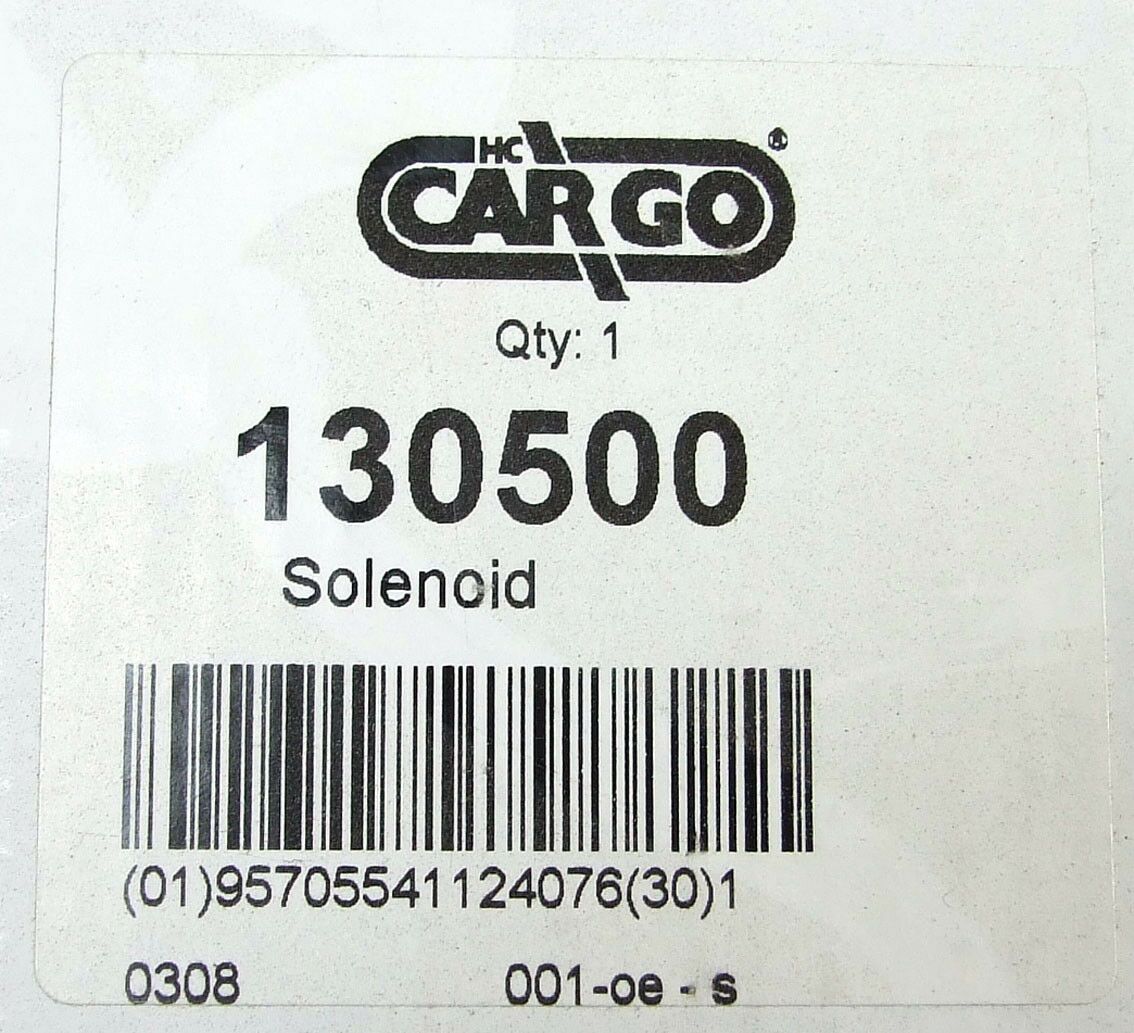 HC
CARGO®
Qty: 1
130500
Solenoid
(01)95705541124076(30)1
0308 001-oe - s